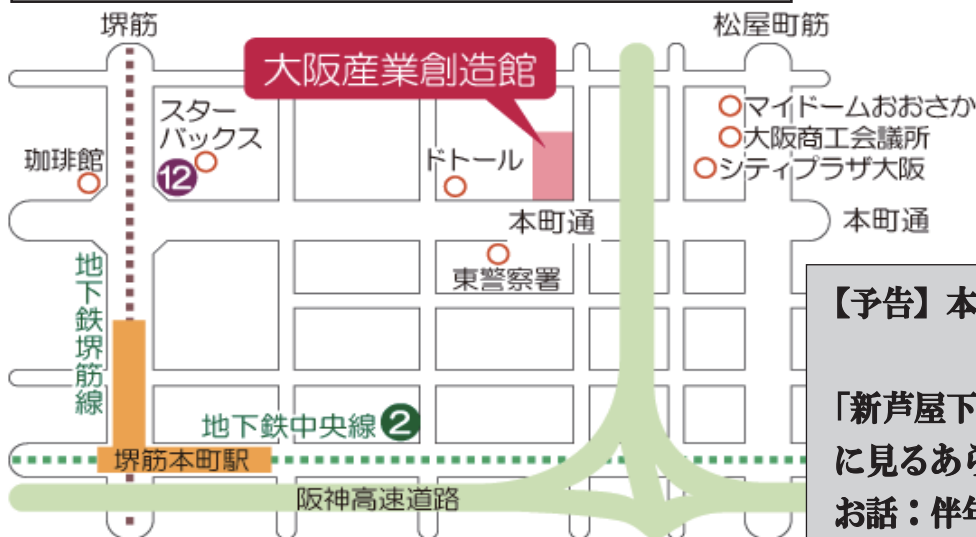 堺筋
松屋町筋
大阪産業創造館
スター
バックス
マイドームおおさか
大阪商工会議所
シティプラザ大阪
珈琲館
12
ドトール
本町通
本町通
東警察署
地下鉄堺筋線
【予告】本
「新芦屋下
に見るあら
お話：伴年
地下鉄中央線2
堺筋本町駅
阪神高速道路